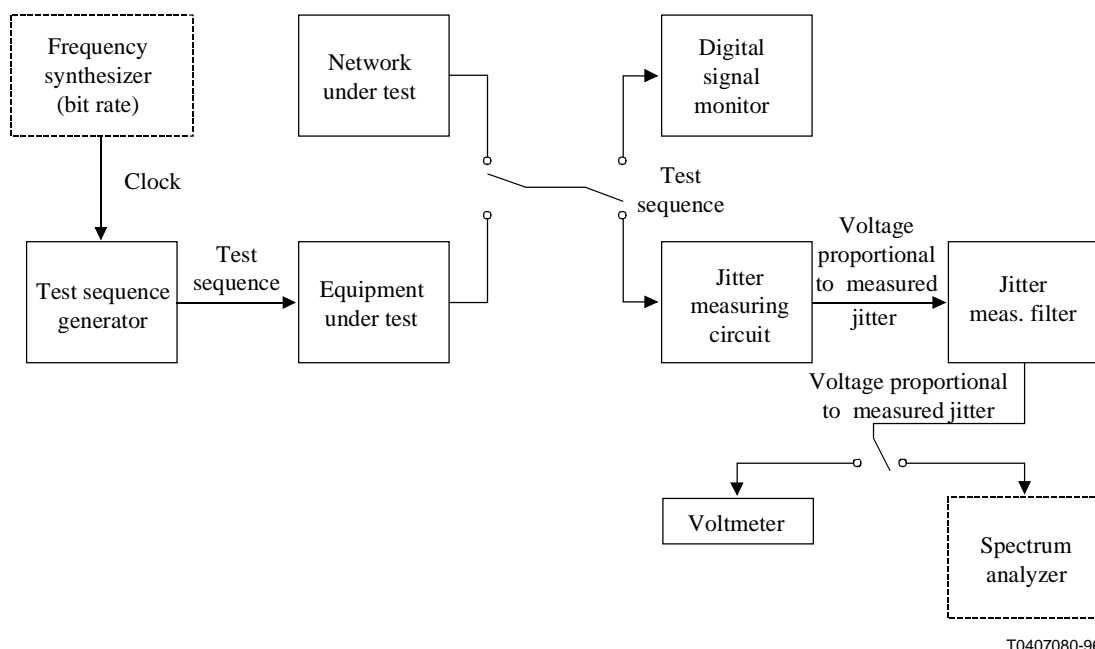 Frequency
synthesizer
(bit rate)
Network
under test
Digital
signal
monitor
Clock
Test
sequence
Test sequence
generator
Test
sequence
Equipment
under test
Jitter
measuring
circuit
Voltage
proportional
to measured
jitter
Jitter
meas. filter
Voltage proportional
to measured jitter
Voltmeter
Spectrum
analyzer
T0407080-96